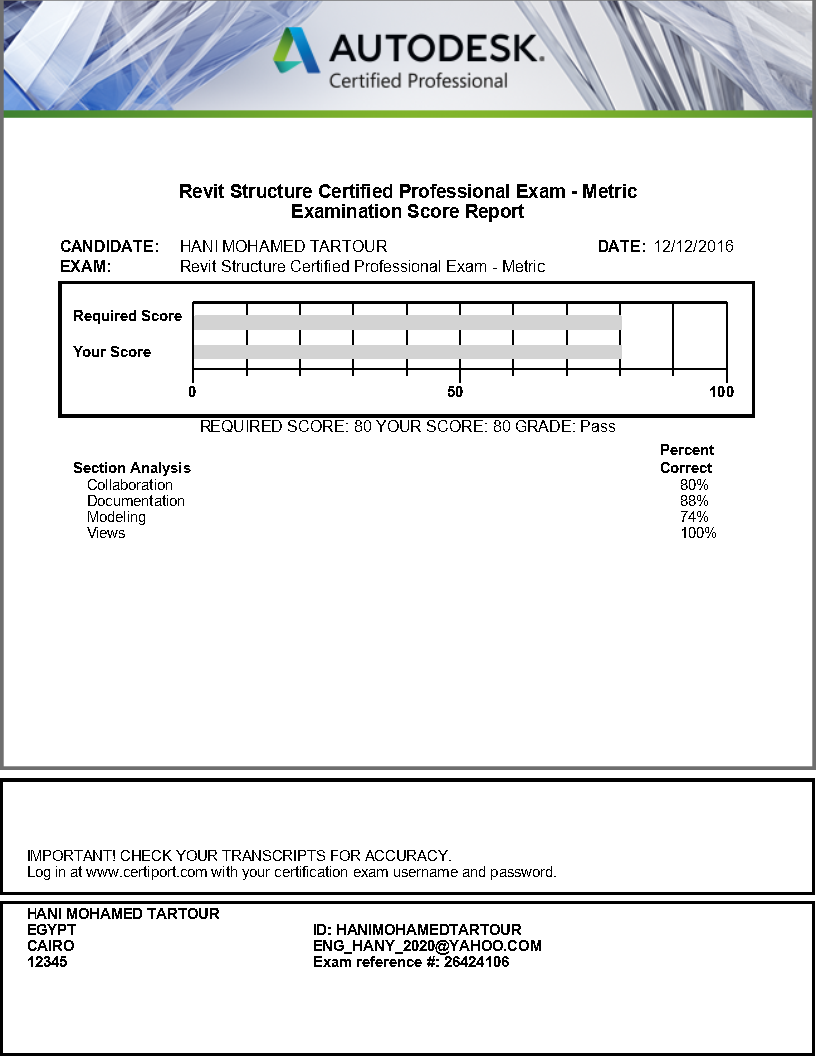 AUTODESK.
Certified Professional
Revit Structure Certified Professional Exam - Metric
Examination Score Report
CANDIDATE: HANI MOHAMED TARTOUR DATE: 12/12/2016
EXAM: Revit Structure Certified Professional Exam - Metric
Required Score
Your Score
0 50 100
REQUIRED SCORE: 80 YOUR SCORE: 80 GRADE: Pass
Percent
Section Analysis Correct
Collaboration 80%
Documentation 88%
Modeling 74%
Views 100%
IMPORTANT! CHECK YOUR TRANSCRIPTS FOR ACCURACY.
Log in at www.certiport.com with your certification exam username and password.
HANI MOHAMED TARTOUR
EGYPT ID: HANIMOHAMEDTARTOUR
CAIRO ENG_HANY_2020@YAHOO.COM
12345 Exam reference #: 26424106